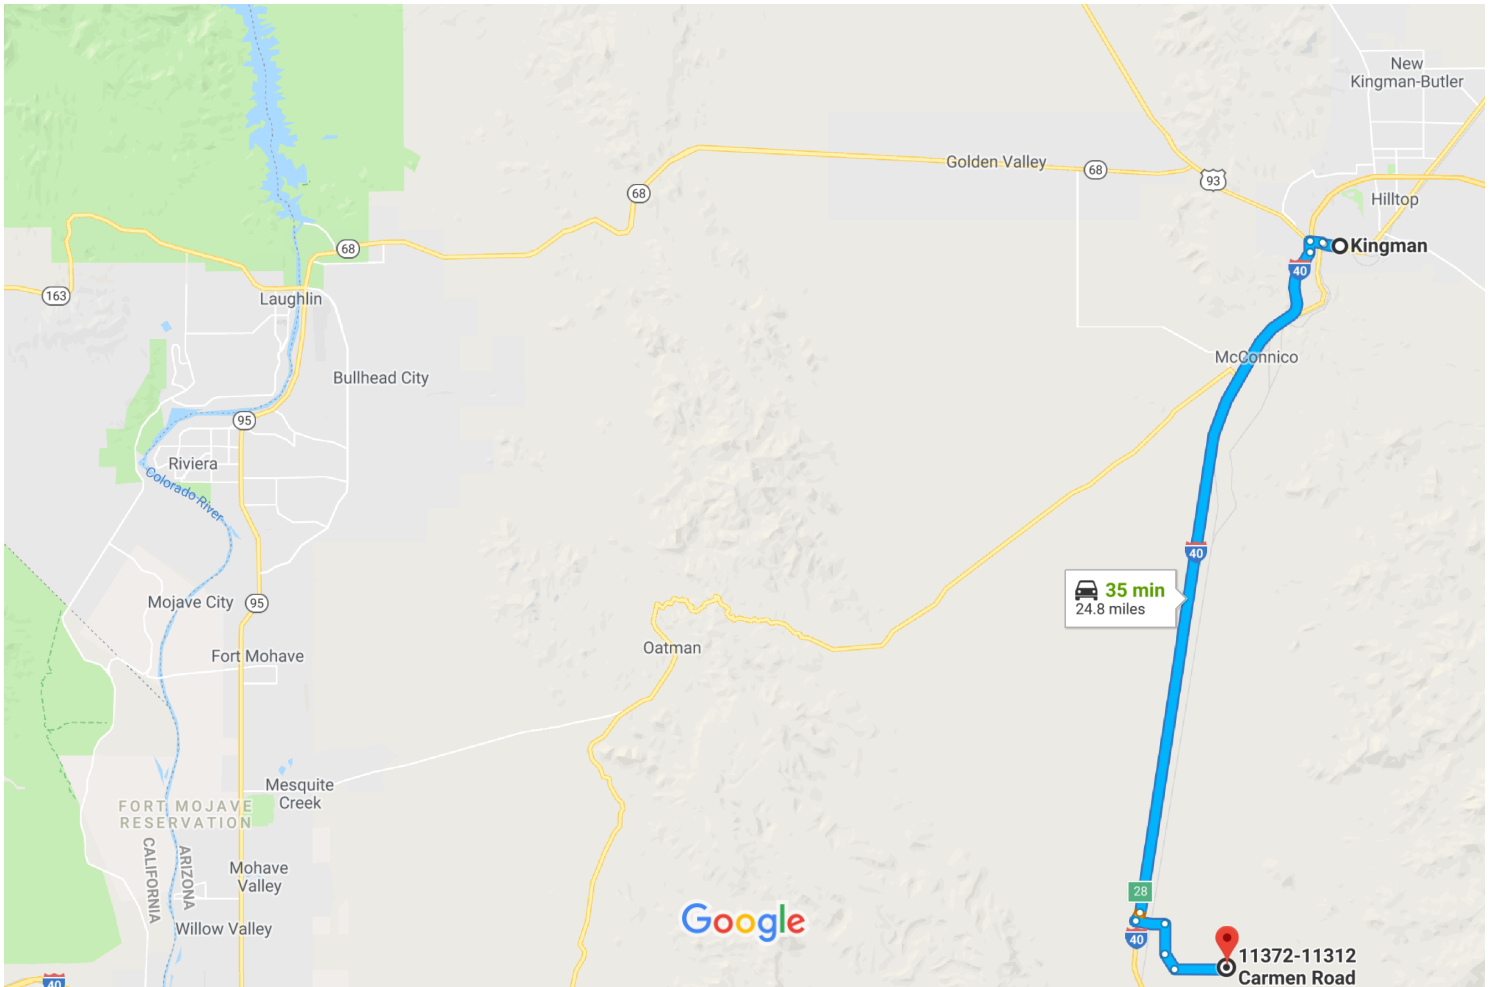 New
Kingman-Butler
Golden Valley
68
93
68
Hilltop
Kingman
68
40
163
Laughlin
McConnico
Bullhead City
95
Riviera
Colorado River
40
35 min
24.8 miles
Mojave City
95
Oatman
Fort Mohave
Mesquite
Creek
FORT MOJAVE
RESERVATION
CALIFORNIA
ARIZONA
Mohave
Valley
28
Google
Willow Valley
40
11372-11312
Carmen Road
40